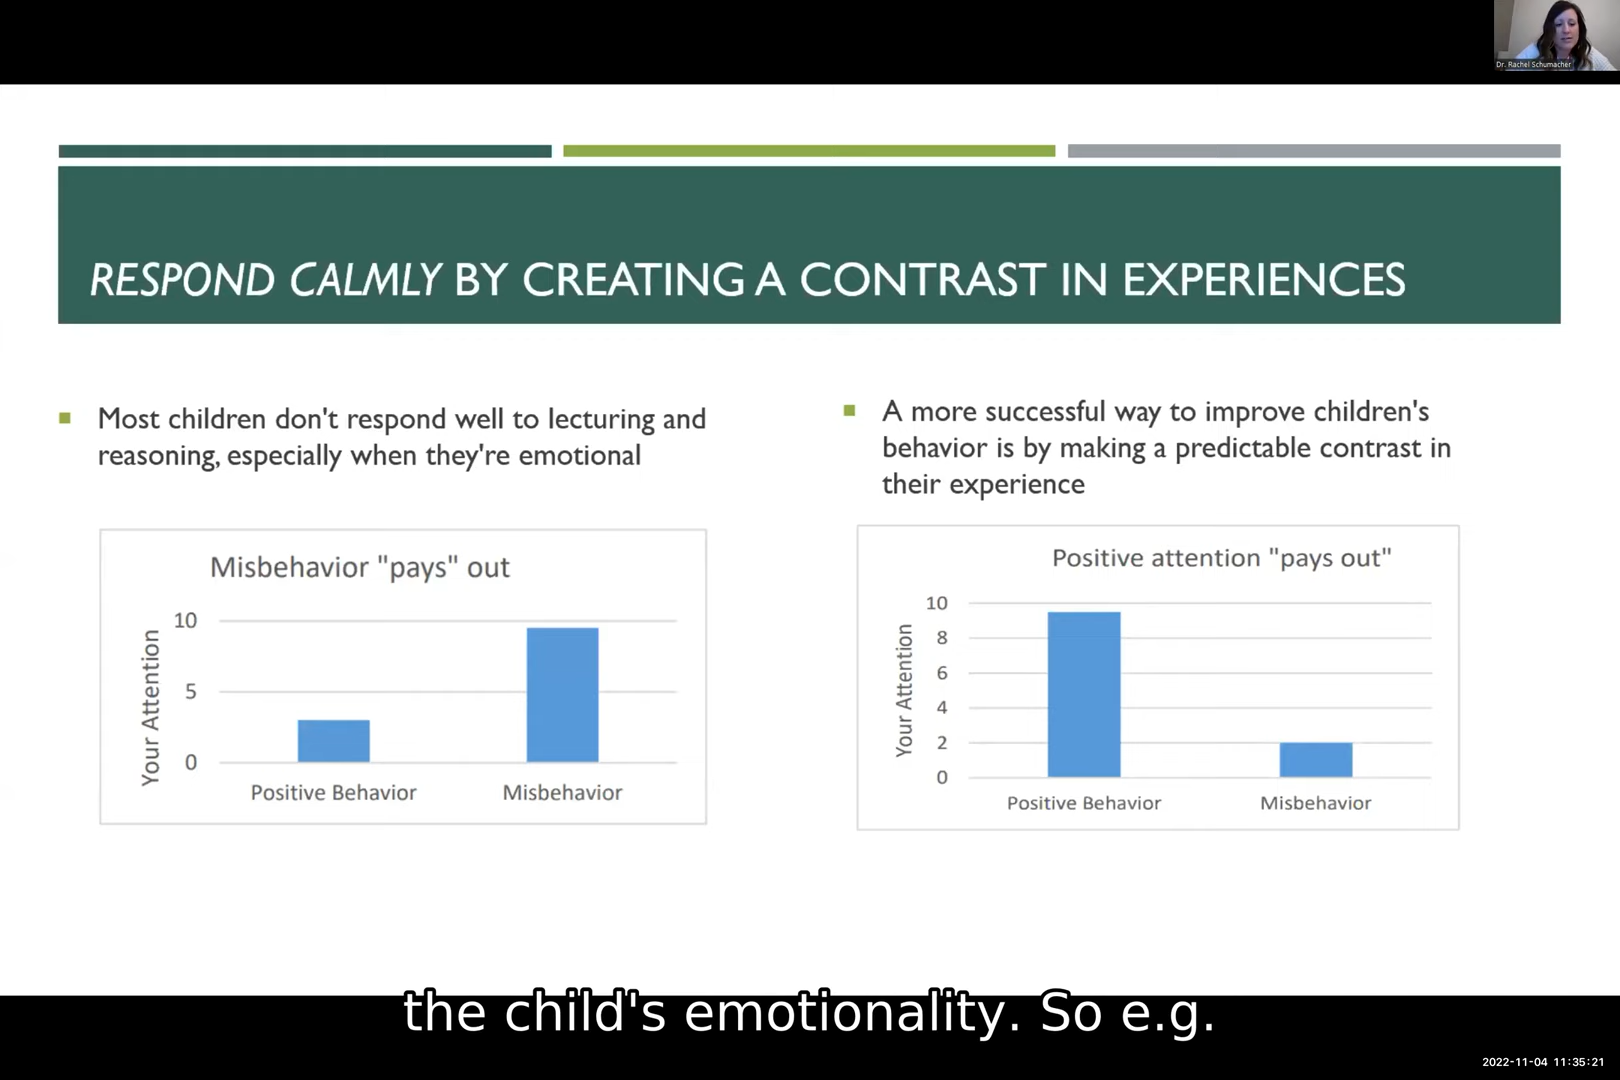 Dr. Rachel Schumacher
RESPOND CALMLY BY CREATING A CONTRAST IN EXPERIENCES
Most children don't respond well to lecturing and
reasoning, especially when they're emotional
Misbehavior "pays" out
Your Attention
10
5
0
Positive Behavior
Misbehavior
A more successful way to improve children's
behavior is by making a predictable contrast in
their experience
Positive attention "pays out"
Your Attention
10
8
6
4
2
0
Positive Behavior
Misbehavior
the child's emotionality. So e.g.
2022-11-04 11:35:21